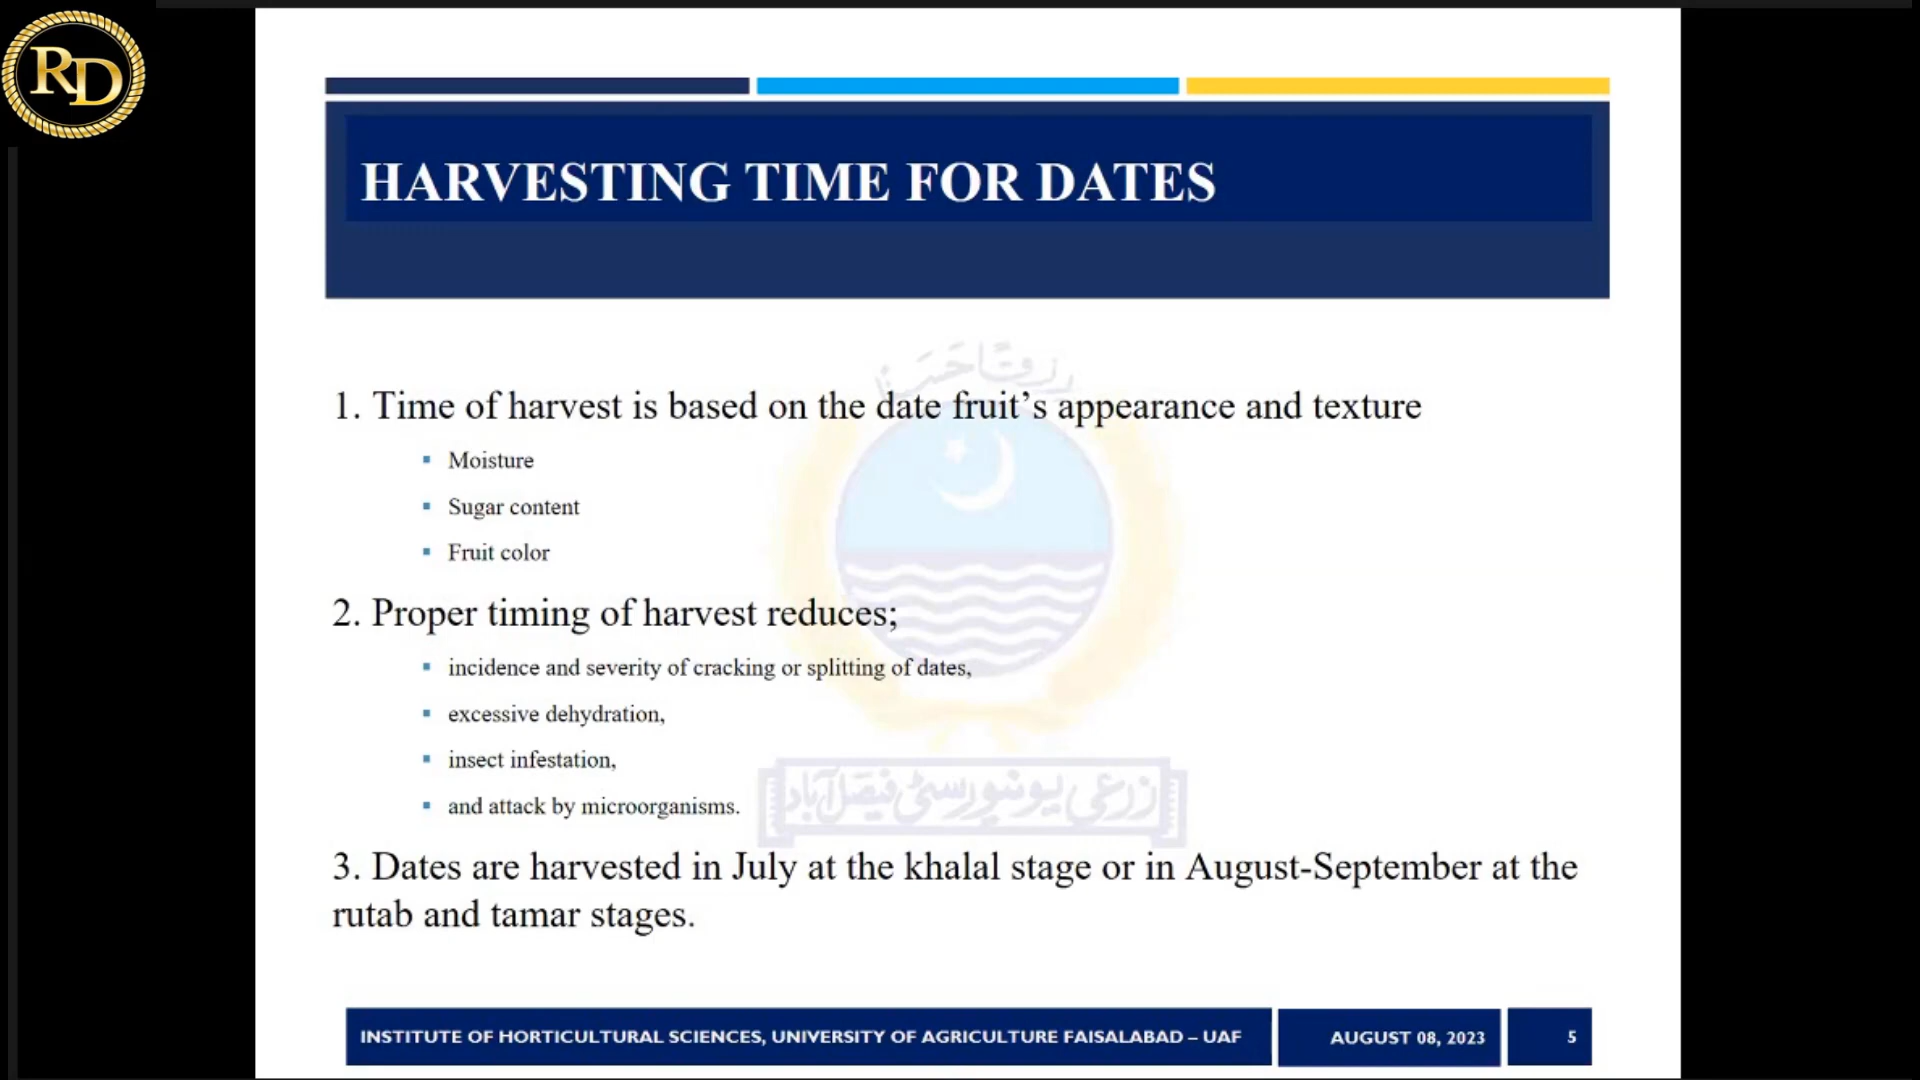 RD
HARVESTING TIME FOR DATES
1. Time of harvest is based on the date fruit’s appearance and texture
▪ Moisture
▪ Sugar content
▪ Fruit color
2. Proper timing of harvest reduces;
▪ incidence and severity of cracking or splitting of dates,
▪ excessive dehydration,
▪ insect infestation,
▪ and attack by microorganisms.
زرعی یونیورسٹی فیصل آباد
3. Dates are harvested in July at the khalal stage or in August-September at the
rutab and tamar stages.
INSTITUTE OF HORTICULTURAL SCIENCES, UNIVERSITY OF AGRICULTURE FAISALABAD – UAF
AUGUST 08, 2023
5